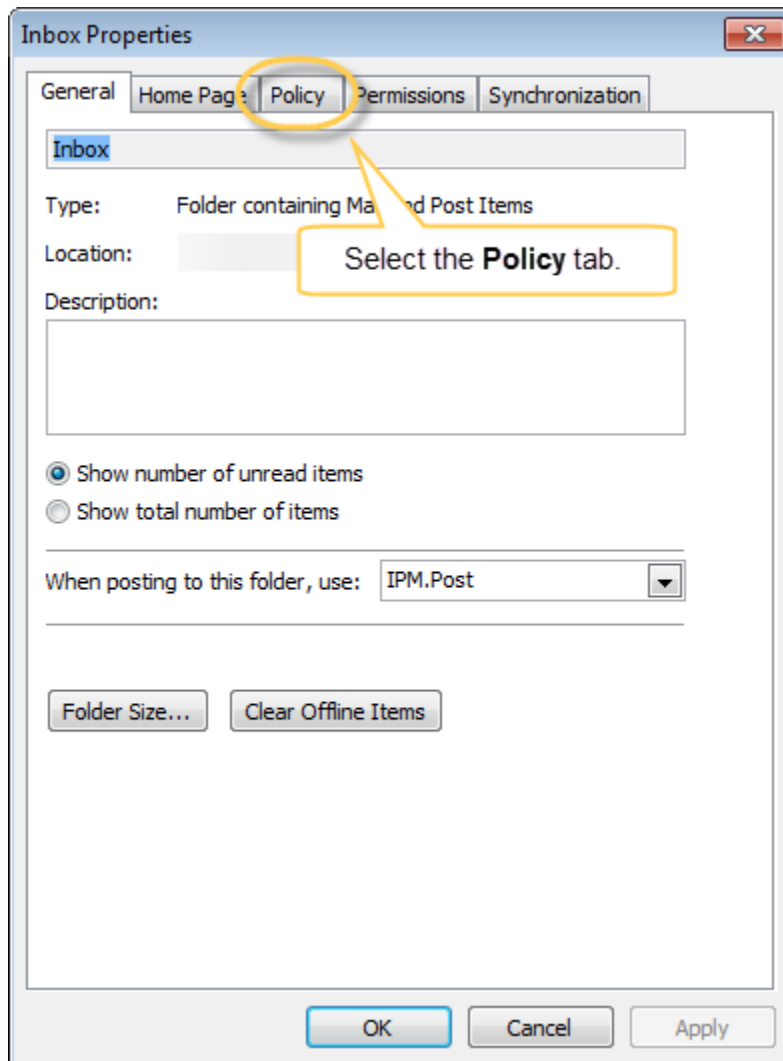 Inbox Properties
General Home Page Policy Permissions Synchronization
Inbox
Type: Folder containing Mail and Post Items
Location:
Select the Policy tab.
Description:
Show number of unread items
Show total number of items
When posting to this folder, use: IPM.Post
Folder Size... Clear Offline Items
OK Cancel Apply